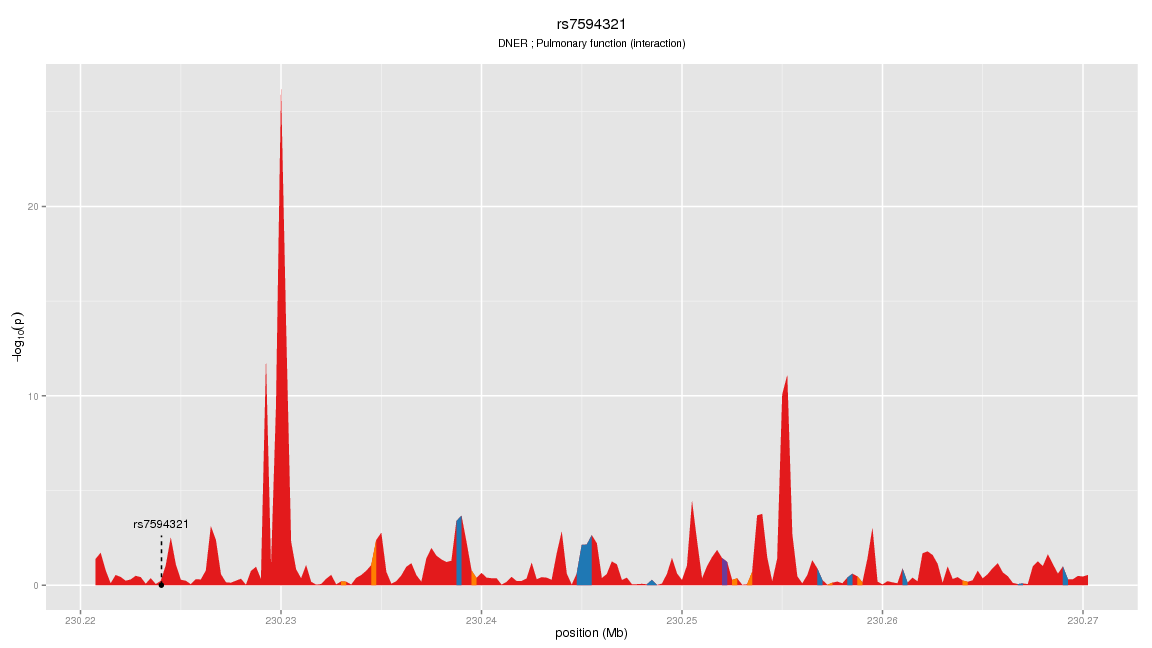 rs7594321
DNER ; Pulmonary function (interaction)
−log10(p)
20
10
0
rs7594321
230.22 230.23 230.24 230.25 230.26 230.27
position (Mb)